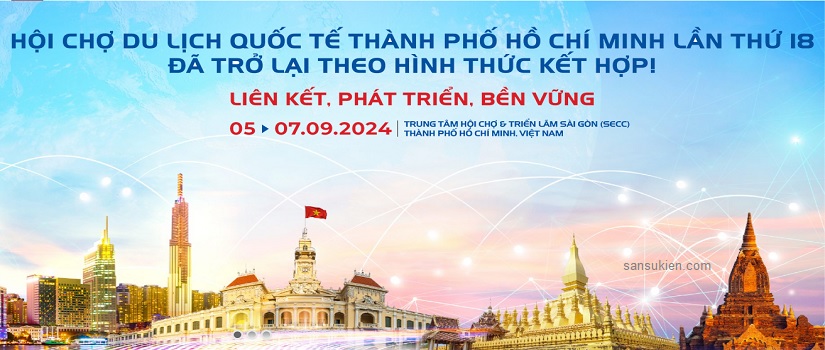 HỘI CHỢ DU LỊCH QUỐC TẾ THÀNH PHỐ HỒ CHÍ MINH LẦN THỨ 18
ĐÃ TRỞ LẠI THEO HÌNH THỨC KẾT HỢP!
LIÊN KẾT, PHÁT TRIỂN, BỀN VỮNG
05 ▶ 07.09.2024 | TRUNG TÂM HỘI CHỢ & TRIỂN LÃM SÀI GÒN (SECC)
THÀNH PHỐ HỒ CHÍ MINH, VIỆT NAM
sansukien.com